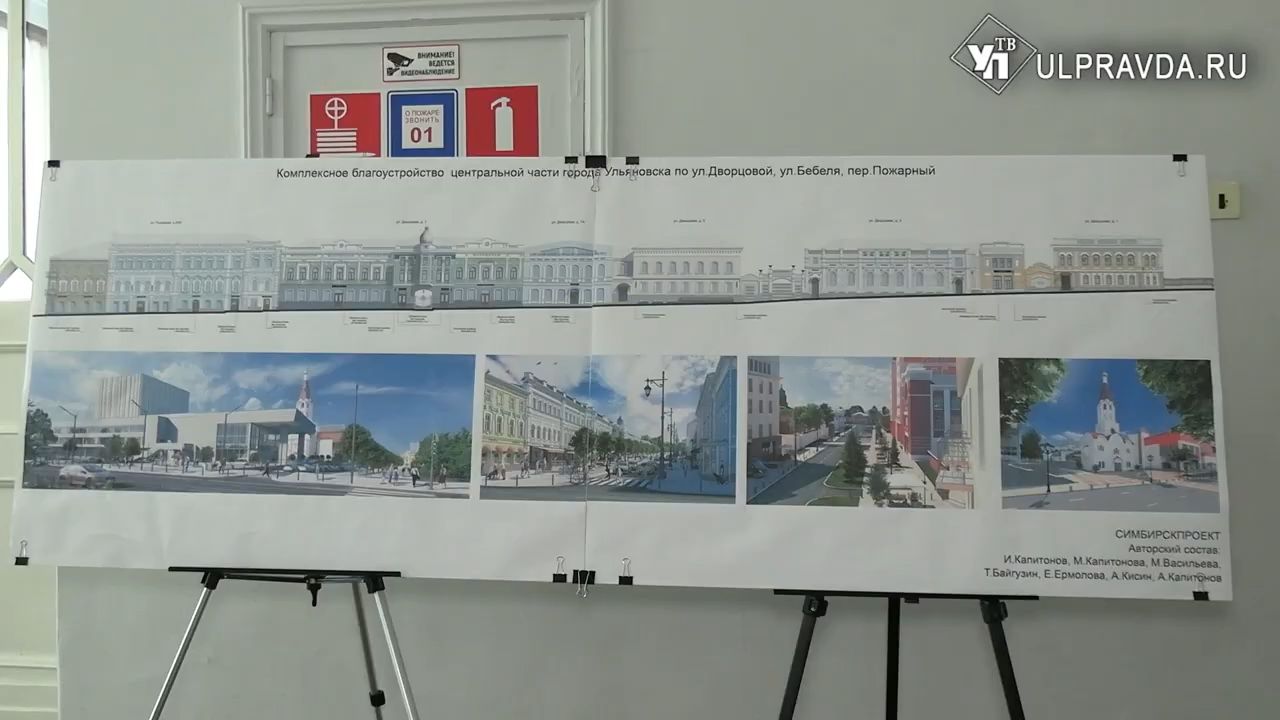 УП ТВ
ULPRAVDA.RU
ВНИМАНИЕ!
ВЕДЕТСЯ
ВИДЕОНАБЛЮДЕНИЕ
О ПОЖАРЕ
ЗВОНИТЬ
01
Комплексное благоустройство центральной части города Ульяновска по ул.Дворцовой, ул.Бебеля, пер.Пожарный
СИМБИРСКПРОЕКТ
Авторский состав:
И.Капитонов, М.Капитонова, М.Васильева,
Т.Байгузин, Е.Ермолова, А.Кисин, А.Капитонов